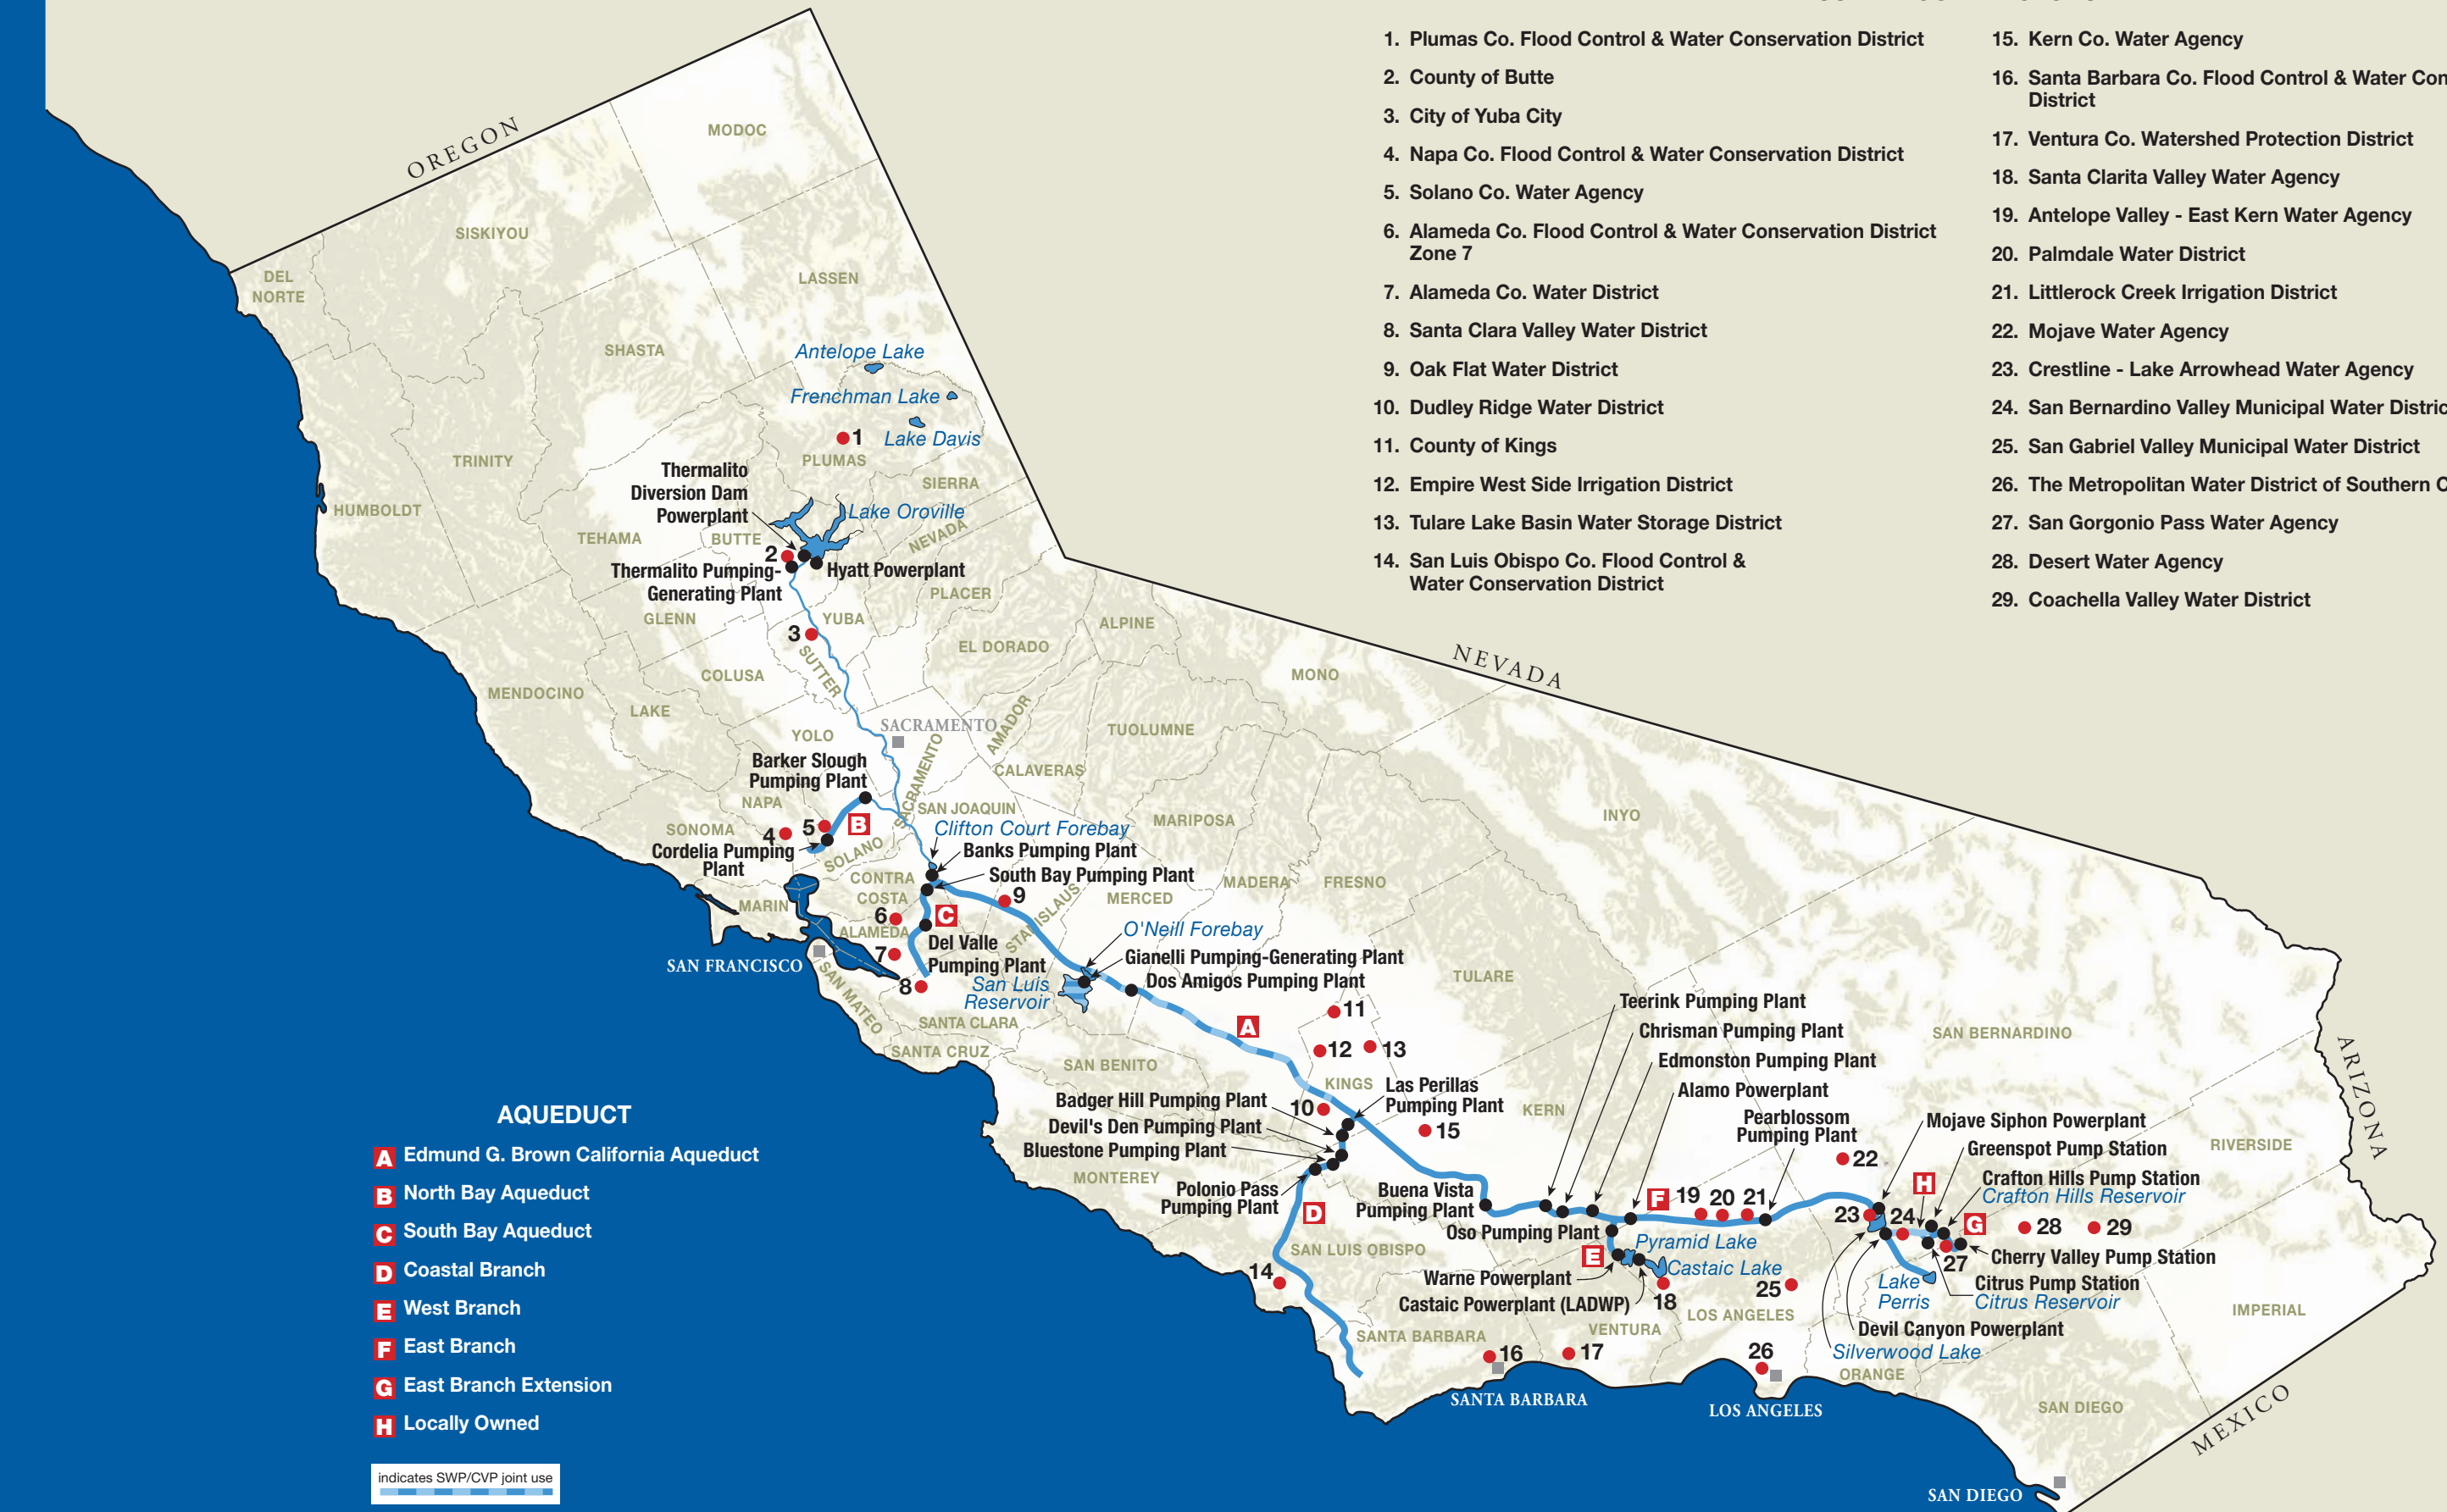 1. Plumas Co. Flood Control & Water Conservation District
2. County of Butte
3. City of Yuba City
4. Napa Co. Flood Control & Water Conservation District
5. Solano Co. Water Agency
6. Alameda Co. Flood Control & Water Conservation District
Zone 7
7. Alameda Co. Water District
8. Santa Clara Valley Water District
9. Oak Flat Water District
10. Dudley Ridge Water District
11. County of Kings
12. Empire West Side Irrigation District
13. Tulare Lake Basin Water Storage District
14. San Luis Obispo Co. Flood Control &
Water Conservation District
15. Kern Co. Water Agency
16. Santa Barbara Co. Flood Control & Water Con
District
17. Ventura Co. Watershed Protection District
18. Santa Clarita Valley Water Agency
19. Antelope Valley - East Kern Water Agency
20. Palmdale Water District
21. Littlerock Creek Irrigation District
22. Mojave Water Agency
23. Crestline - Lake Arrowhead Water Agency
24. San Bernardino Valley Municipal Water Distric
25. San Gabriel Valley Municipal Water District
26. The Metropolitan Water District of Southern C
27. San Gorgonio Pass Water Agency
28. Desert Water Agency
29. Coachella Valley Water District
OREGON
MODOC
SISKIYOU
DEL
NORTE
LASSEN
SHASTA
Antelope Lake
Frenchman Lake
1
Lake Davis
PLUMAS
TRINITY
HUMBOLDT
Thermalito
Diversion Dam
Powerplant
SIERRA
Lake Oroville
TEHAMA
BUTTE
NEVADA
2
Hyatt Powerplant
Thermalito Pumping-
Generating Plant
PLACER
GLENN
YUBA
3
SUTTER
EL DORADO
ALPINE
COLUSA
MONO
NEVADA
MENDOCINO
LAKE
SACRAMENTO
AMADOR
TUOLUMNE
YOLO
Barker Slough
Pumping Plant
SACRAMENTO
CALAVERAS
NAPA
SAN JOAQUIN
INYO
SONOMA
4
5
B
Clifton Court Forebay
MARIPOSA
Cordelia Pumping
Plant
SOLANO
Banks Pumping Plant
CONTRA
COSTA
South Bay Pumping Plant
MADERA
FRESNO
MARIN
9
MERCED
6
C
STANISLAUS
ALAMEDA
O'Neill Forebay
Del Valle
Pumping Plant
7
SAN FRANCISCO
Gianelli Pumping-Generating Plant
TULARE
8
San Luis
Reservoir
Dos Amigos Pumping Plant
SAN MATEO
SANTA CLARA
11
Teerink Pumping Plant
A
Chrisman Pumping Plant
SAN BERNARDINO
ARIZONA
SANTA CRUZ
12
13
SAN BENITO
Edmonston Pumping Plant
KINGS
Las Perillas
Pumping Plant
Alamo Powerplant
Badger Hill Pumping Plant
10
KERN
Pearblossom
Pumping Plant
Mojave Siphon Powerplant
Devil's Den Pumping Plant
15
Greenspot Pump Station
RIVERSIDE
Bluestone Pumping Plant
22
MONTEREY
Crafton Hills Pump Station
Crafton Hills Reservoir
Polonio Pass
Pumping Plant
Buena Vista
Pumping Plant
H
D
F
19
20
21
23
24
G
28
29
Oso Pumping Plant
SAN LUIS OBISPO
Pyramid Lake
E
Cherry Valley Pump Station
27
14
Castaic Lake
Warne Powerplant
25
Lake
Perris
Citrus Pump Station
Citrus Reservoir
Castaic Powerplant (LADWP)
18
LOS ANGELES
IMPERIAL
VENTURA
SANTA BARBARA
Devil Canyon Powerplant
16
17
26
Silverwood Lake
ORANGE
SANTA BARBARA
LOS ANGELES
SAN DIEGO
MEXICO
SAN DIEGO
AQUEDUCT
A Edmund G. Brown California Aqueduct
B North Bay Aqueduct
C South Bay Aqueduct
D Coastal Branch
E West Branch
F East Branch
G East Branch Extension
H Locally Owned
indicates SWP/CVP joint use